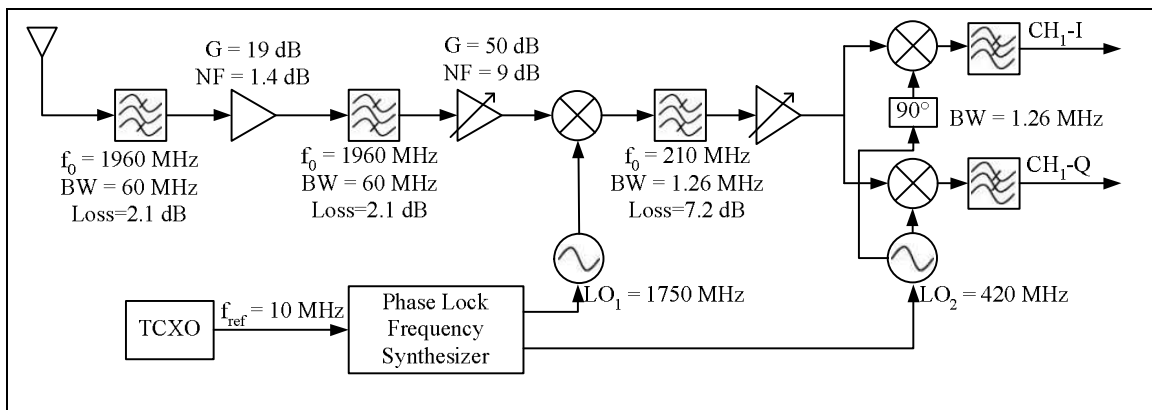 G = 19 dB
NF = 1.4 dB
G = 50 dB
NF = 9 dB
CH₁-I
90°
BW = 1.26 MHz
f₀ = 1960 MHz
BW = 60 MHz
Loss=2.1 dB
f₀ = 1960 MHz
BW = 60 MHz
Loss=2.1 dB
f₀ = 210 MHz
BW = 1.26 MHz
Loss=7.2 dB
CH₁-Q
LO₁ = 1750 MHz
LO₂ = 420 MHz
TCXO
f_ref = 10 MHz
Phase Lock
Frequency
Synthesizer